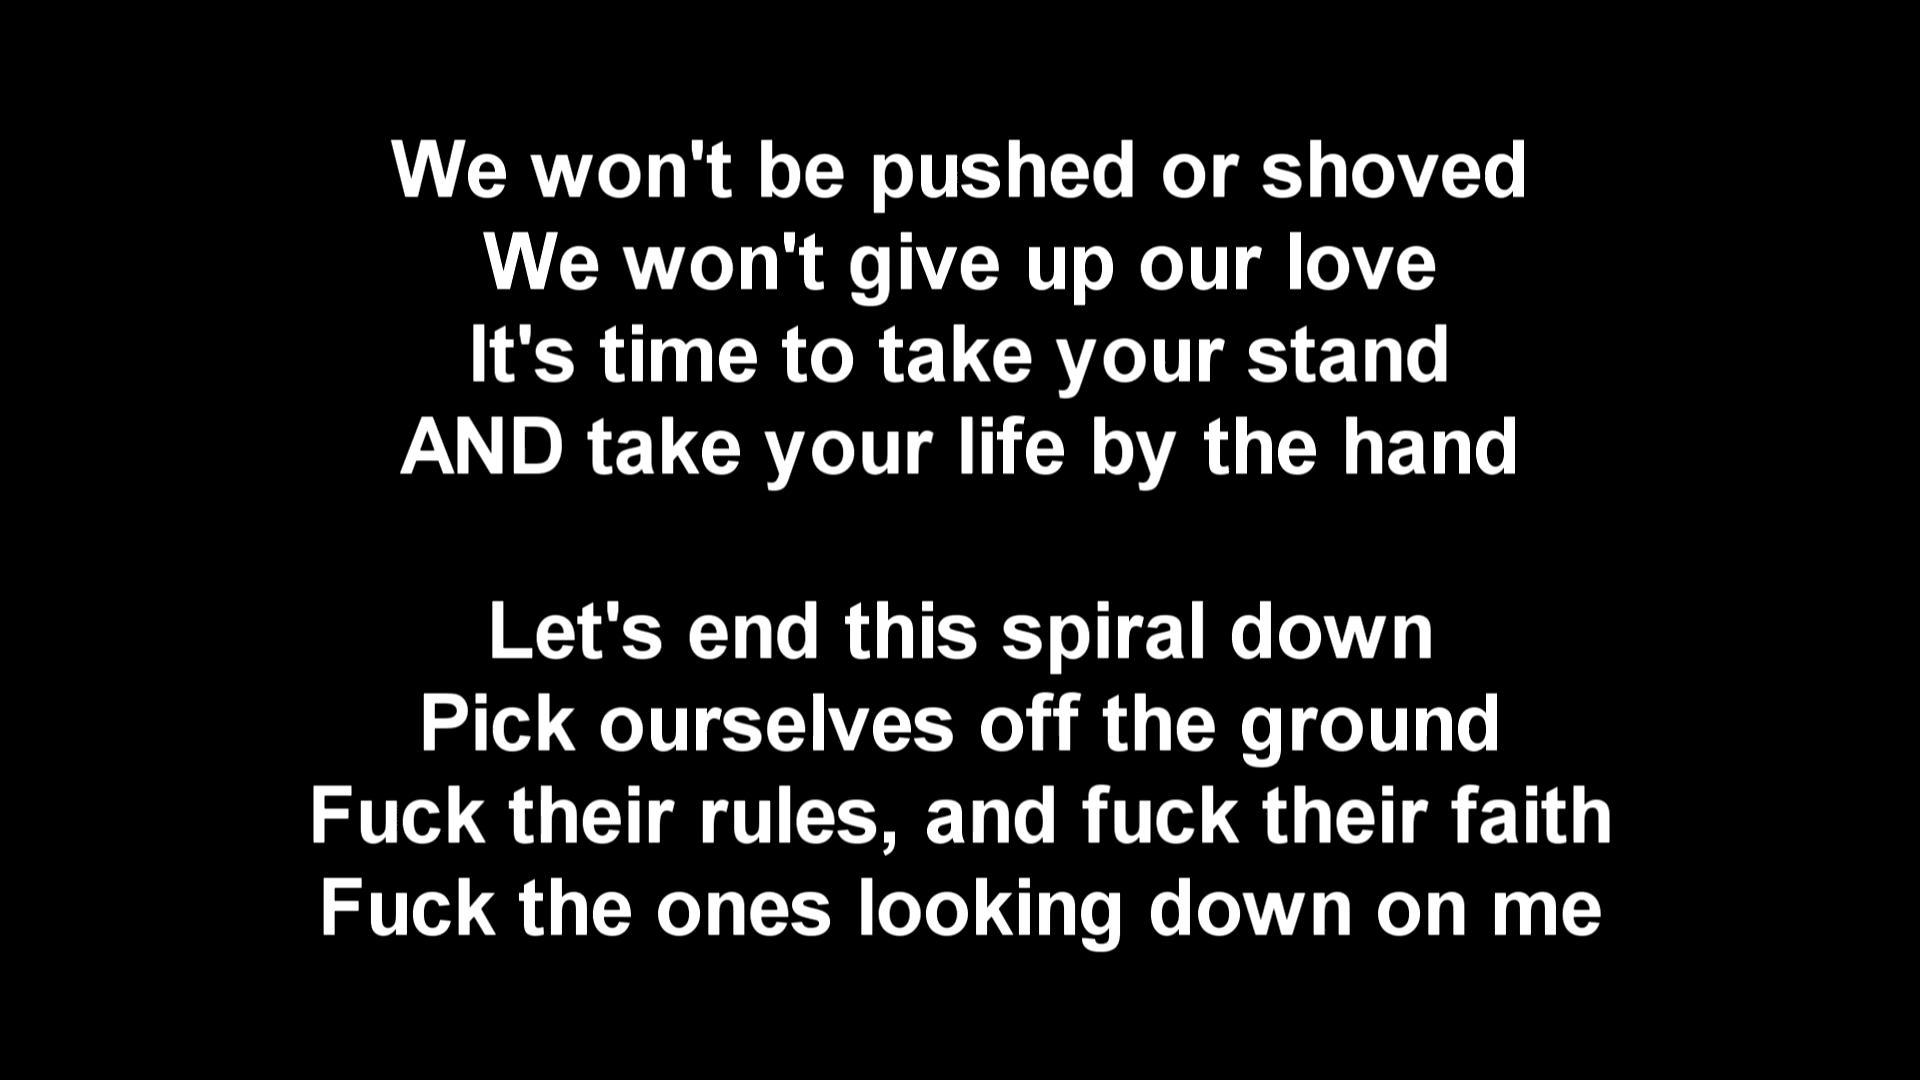 We won't be pushed or shoved
We won't give up our love
It's time to take your stand
AND take your life by the hand
Let's end this spiral down
Pick ourselves off the ground
Fuck their rules, and fuck their faith
Fuck the ones looking down on me